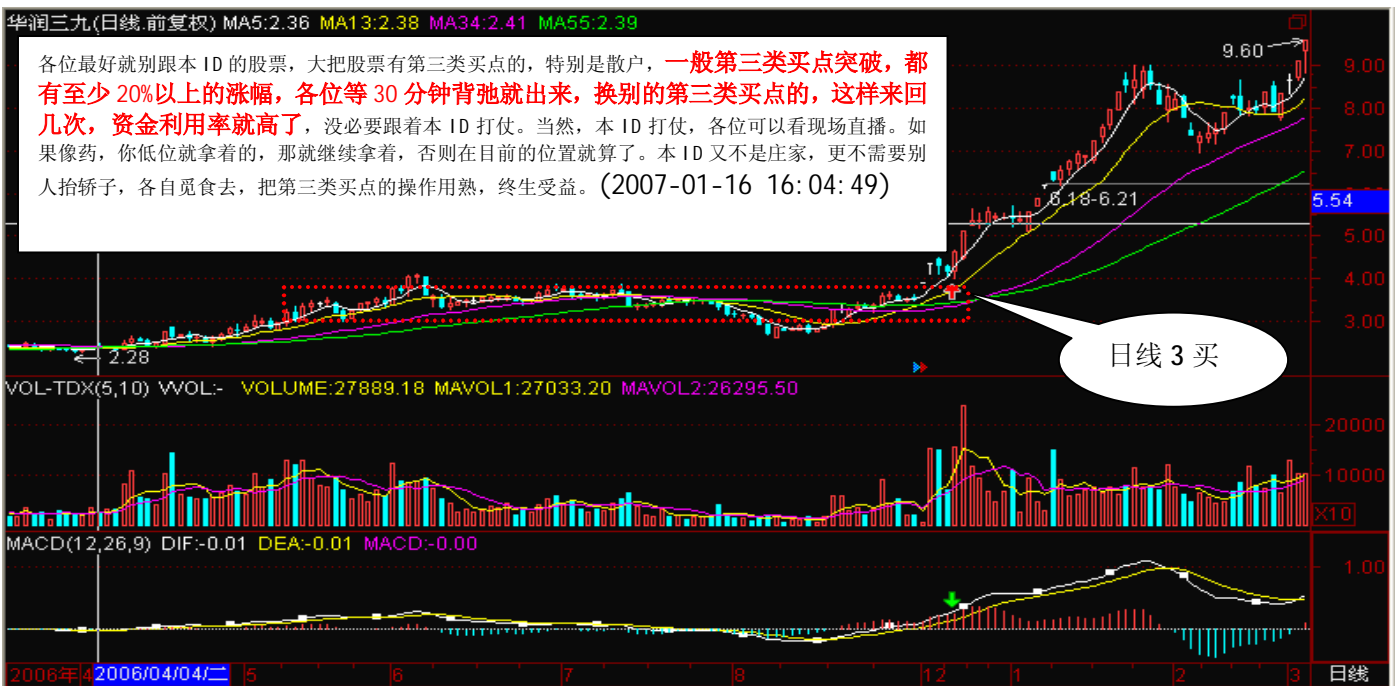 华润三九(日线.前复权) MA5:2.36 MA13:2.38 MA34:2.41 MA55:2.39
各位最好就别跟本 ID 的股票，大把股票有第三类买点的，特别是散户，一般第三类买点突破，都
有至少 20%以上的涨幅，各位等 30 分钟背弛就出来，换别的第三类买点的，这样来回
几次，资金利用率就高了，没必要跟着本 ID 打仗。当然，本 ID 打仗，各位可以看现场直播。如
果像药，你低位就拿着的，那就继续拿着，否则在目前的位置就算了。本 ID 又不是庄家，更不需要别
人抬轿子，各自觅食去，把第三类买点的操作用熟，终生受益。(2007-01-16 16:04:49)
9.60
9.00
8.00
7.00
6.18-6.21
5.54
5.00
4.00
3.00
2.28
日线 3 买
VOL-TDX(5,10) VVOL:- VOLUME:27889.18 MAVOL1:27033.20 MAVOL2:26295.50
20000
10000
X10
MACD(12,26,9) DIF:-0.01 DEA:-0.01 MACD:-0.00
1.00
2006年 4 2006/04/04/二 5 6 7 8 12 1 2 3 日线